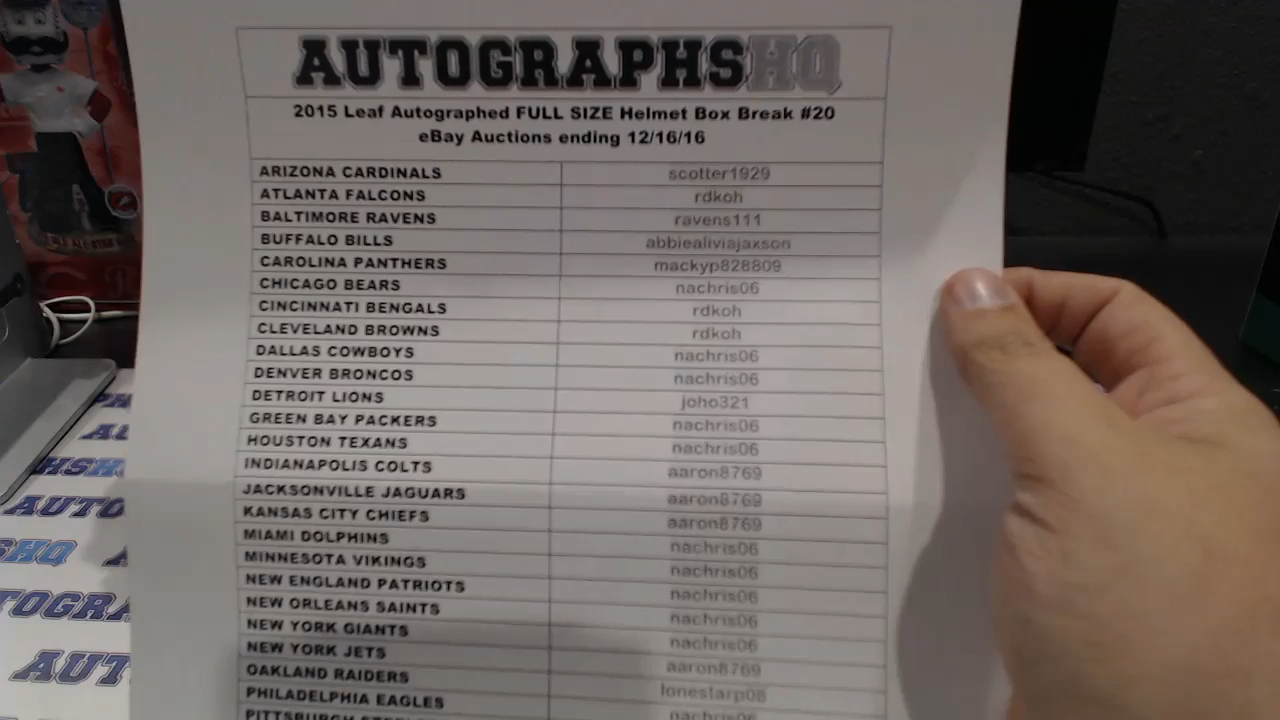 AUTOGRAPHSHQ
2015 Leaf Autographed FULL SIZE Helmet Box Break #20
eBay Auctions ending 12/16/16
ARIZONA CARDINALS scotter1929
ATLANTA FALCONS rdkoh
BALTIMORE RAVENS ravens111
BUFFALO BILLS abbiealiviajaxson
CAROLINA PANTHERS mackyp828809
CHICAGO BEARS nachris06
CINCINNATI BENGALS rdkoh
CLEVELAND BROWNS rdkoh
DALLAS COWBOYS nachris06
DENVER BRONCOS nachris06
DETROIT LIONS joho321
GREEN BAY PACKERS nachris06
HOUSTON TEXANS nachris06
INDIANAPOLIS COLTS aaron8769
JACKSONVILLE JAGUARS aaron8769
KANSAS CITY CHIEFS aaron8769
MIAMI DOLPHINS nachris06
MINNESOTA VIKINGS nachris06
NEW ENGLAND PATRIOTS nachris06
NEW ORLEANS SAINTS nachris06
NEW YORK GIANTS nachris06
NEW YORK JETS aaron8769
OAKLAND RAIDERS lonestarp08
PHILADELPHIA EAGLES nachris06
PITTSBURGH